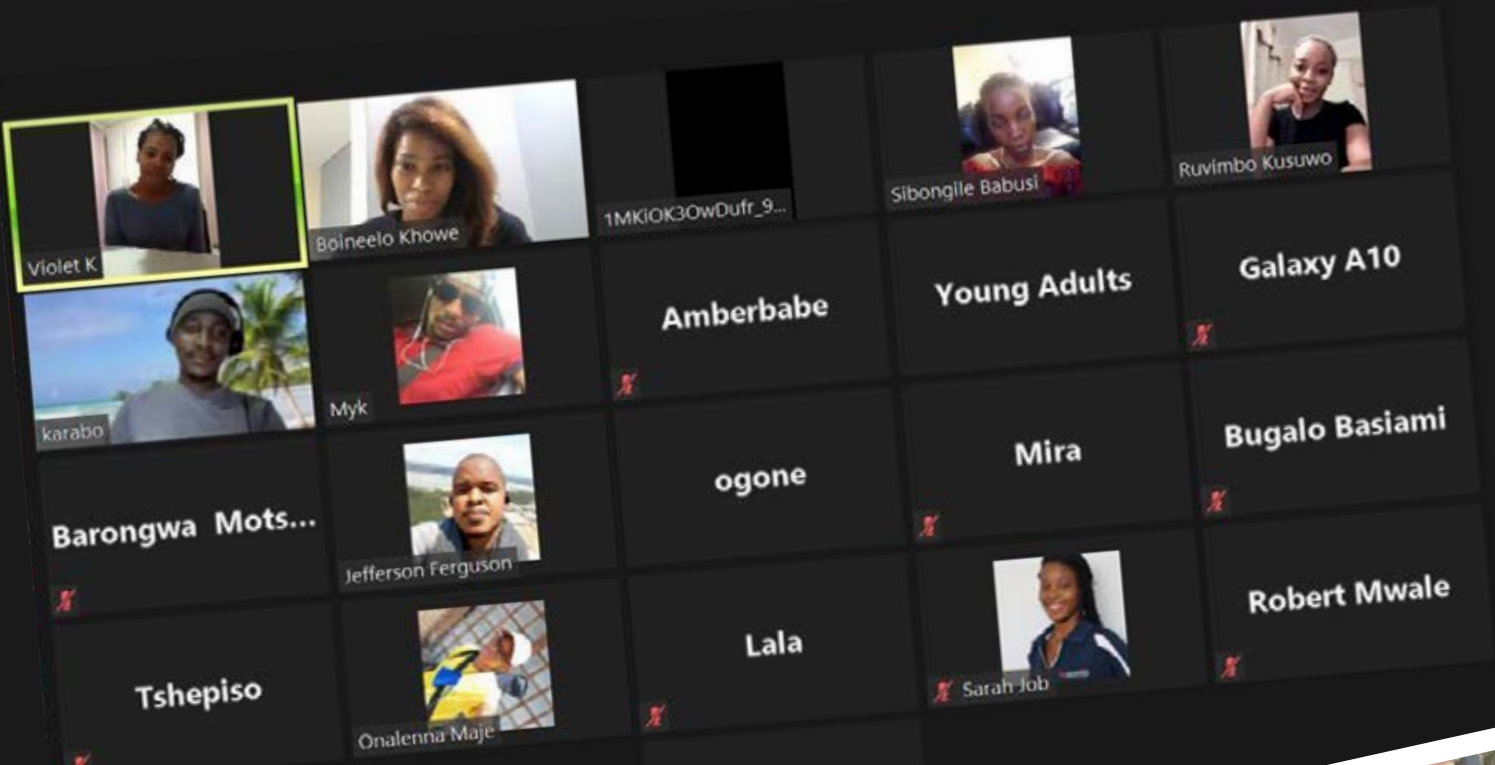 Violet K
Boineelo Khowe
1MKiOK3OwDufr_9...
Sibongile Babusi
Ruvimbo Kusuwo
karabo
Myk
Amberbabe
Young Adults
Galaxy A10
Barongwa Mots...
Jefferson Ferguson
ogone
Mira
Bugalo Basiami
Tshepiso
Onalenna Maje
Lala
Sarah Job
Robert Mwale